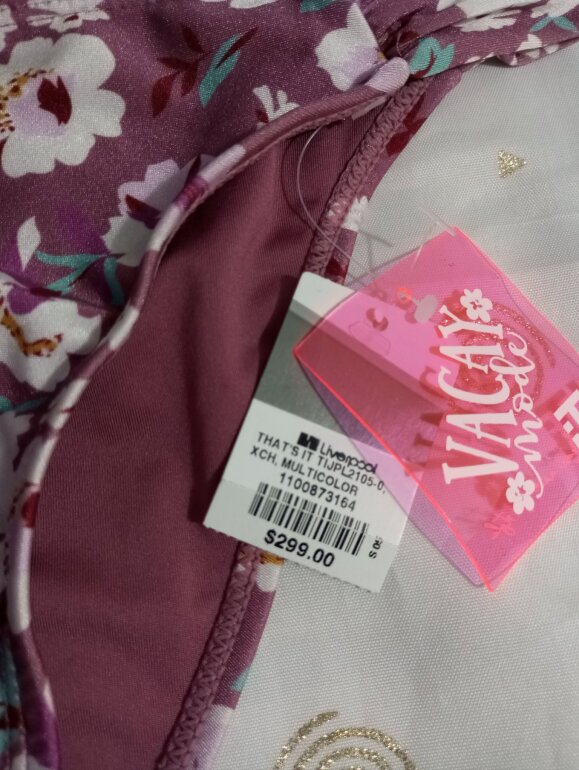 Liverpool
THAT'S IT TIJPL2105-0,
XCH, MULTICOLOR
1100873164
$299.00
VACAY
mode